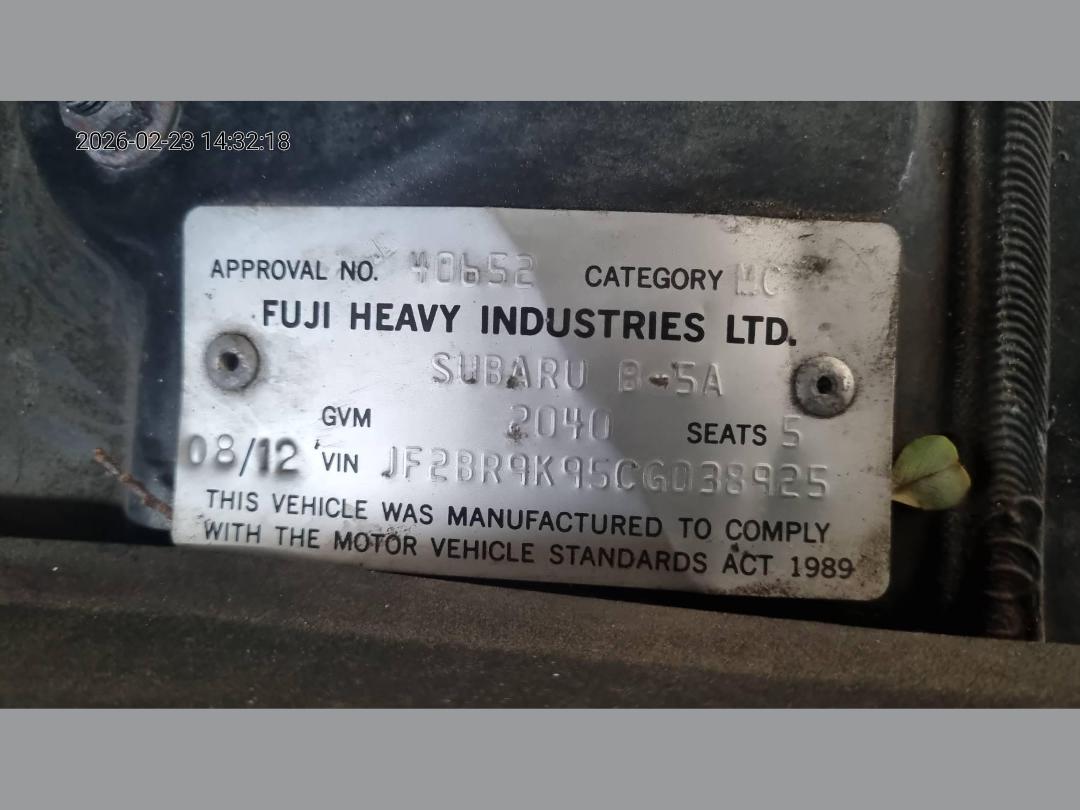 2026-02-23 14:32:18
APPROVAL NO. 40652 CATEGORY MC
FUJI HEAVY INDUSTRIES LTD.
SUBARU B-5A
GVM 2040 SEATS 5
08/12 VIN JF2BR9K95CG038925
THIS VEHICLE WAS MANUFACTURED TO COMPLY
WITH THE MOTOR VEHICLE STANDARDS ACT 1989